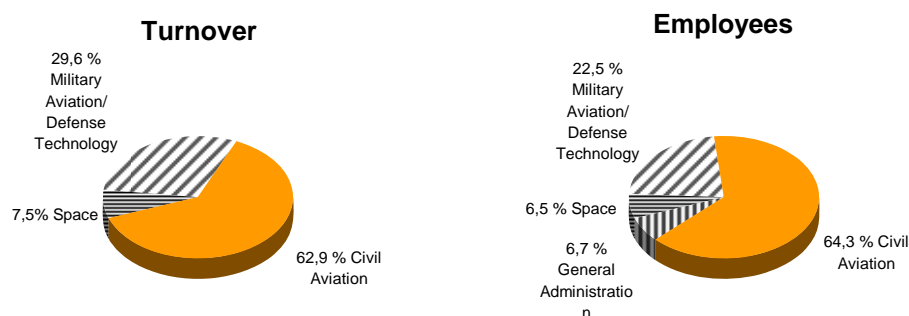 Turnover
29,6 %
Military
Aviation/
Defense
Technology
7,5% Space
62,9 % Civil
Aviation
Employees
22,5 %
Military
Aviation/
Defense
Technology
6,5 % Space
6,7 %
General
Administratio
n
64,3 % Civil
Aviation